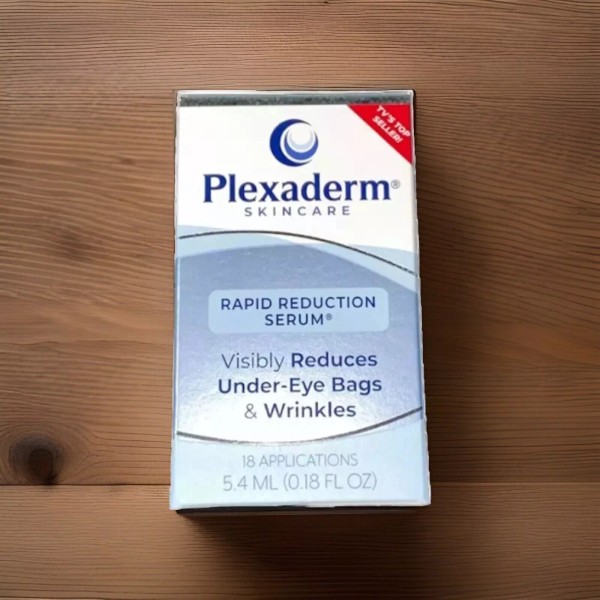 TV'S TOP
SELLER!
Plexaderm®
SKINCARE
RAPID REDUCTION
SERUM®
Visibly Reduces
Under-Eye Bags
& Wrinkles
18 APPLICATIONS
5.4 ML (0.18 FL OZ)